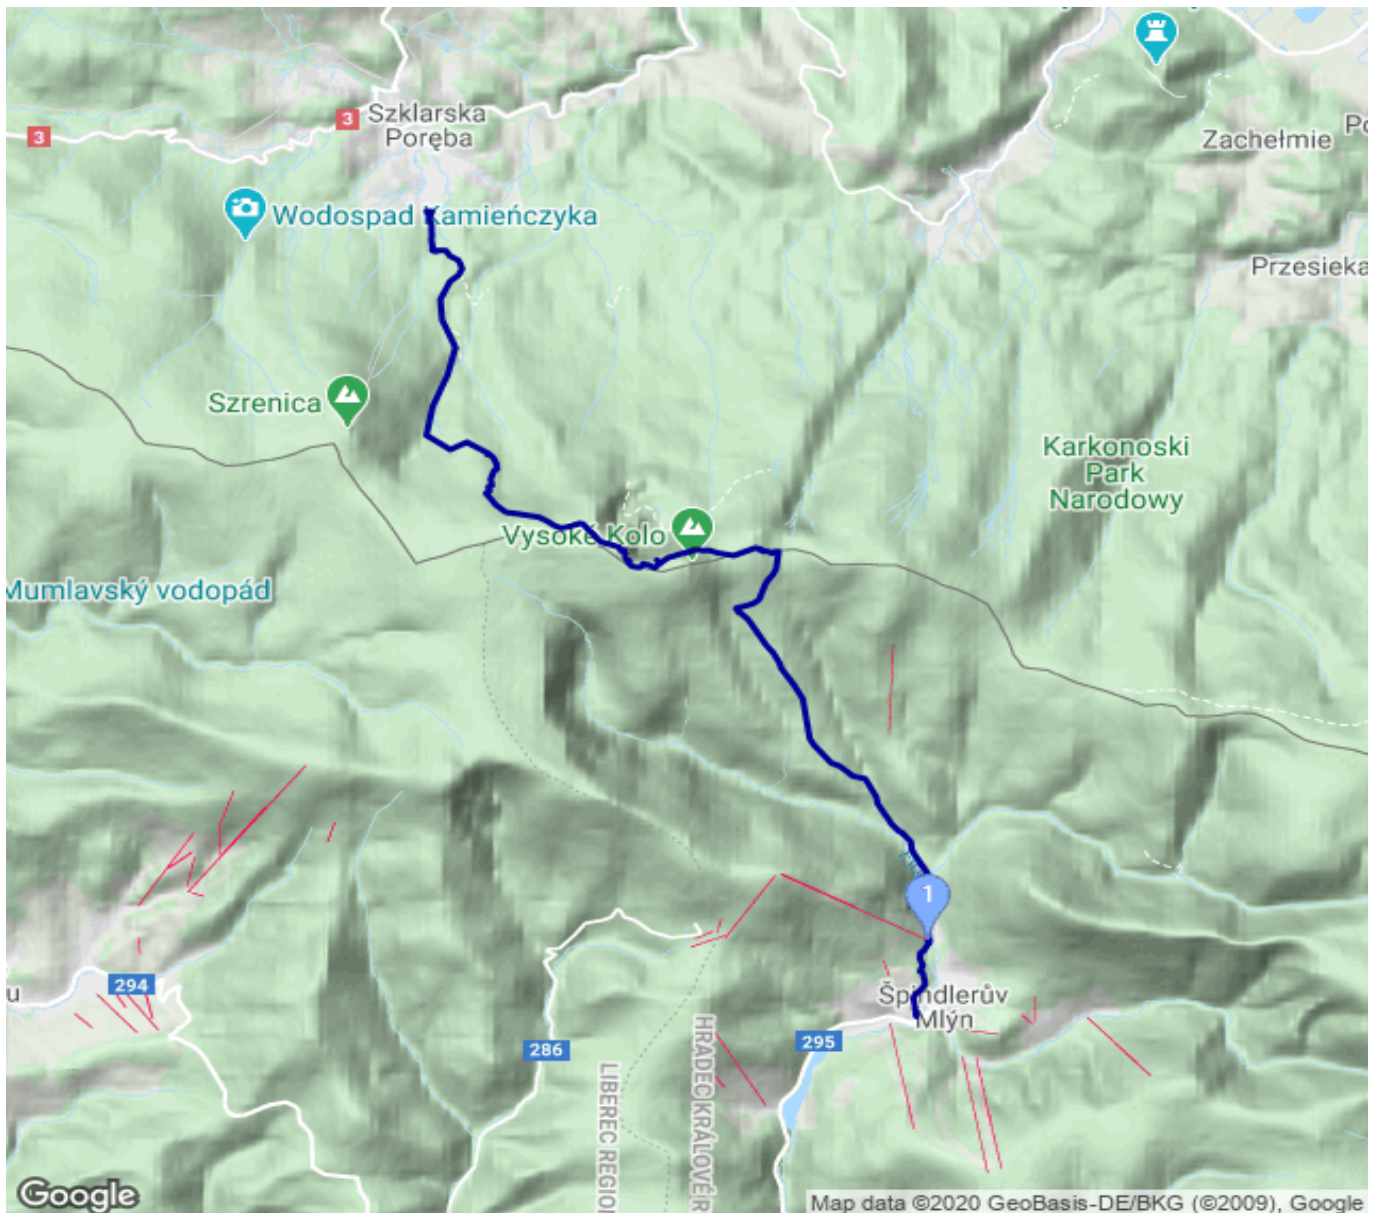 3
3
Szklarska
Poręba
Zachełmie
Wodospad Kamieńczyka
Przesieka
Szrenica
Karkonoski
Park
Narodowy
Vysoké Kolo
Mumlavský vodopád
1
294
Špindlerův
Mlýn
286
295
LIBEREC REGIO
HRADEC KRÁLOVÉ R
Google
Map data ©2020 GeoBasis-DE/BKG (©2009), Google